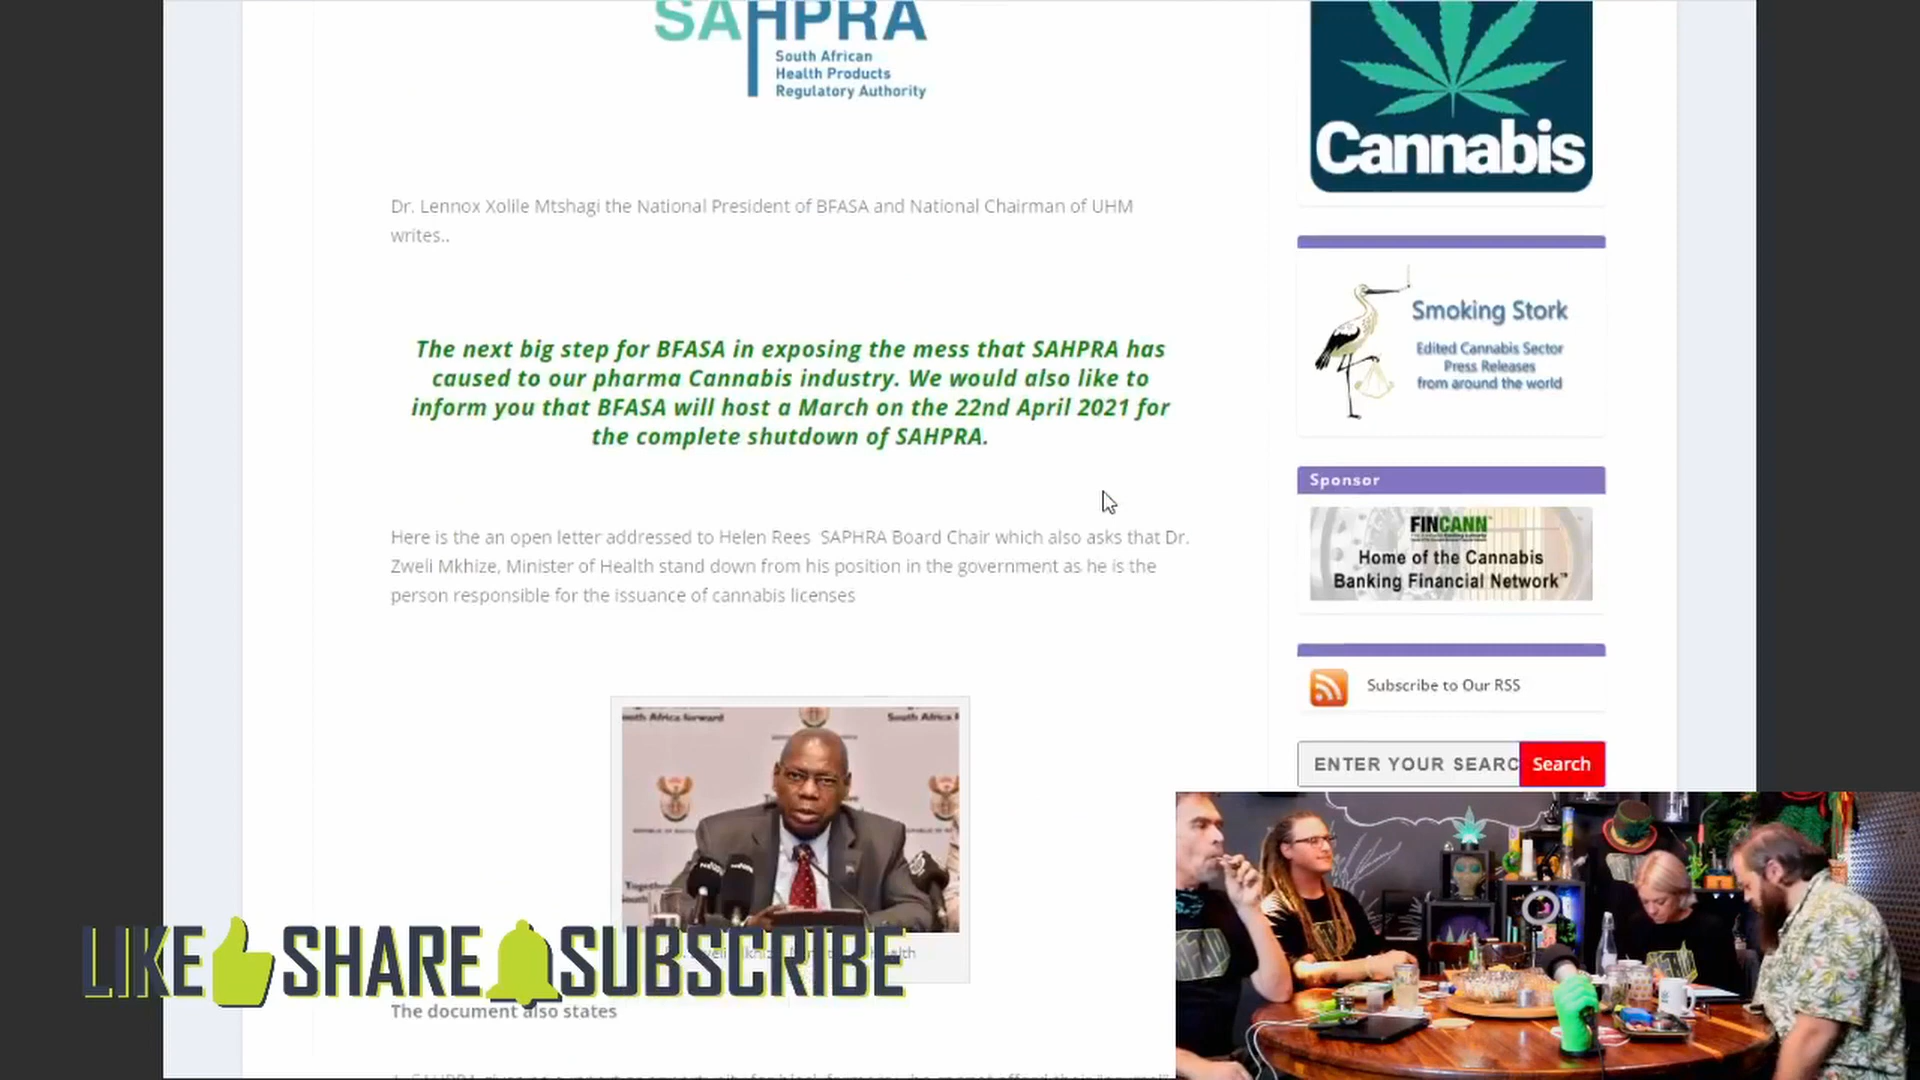 SAHPRA
South African
Health Products
Regulatory Authority
Dr. Lennox Xolile Mtshagi the National President of BFASA and National Chairman of UHM
writes..
The next big step for BFASA in exposing the mess that SAHPRA has
caused to our pharma Cannabis industry. We would also like to
inform you that BFASA will host a March on the 22nd April 2021 for
the complete shutdown of SAHPRA.
Here is the an open letter addressed to Helen Rees  SAPHRA Board Chair which also asks that Dr.
Zweli Mkhize, Minister of Health stand down from his position in the government as he is the
person responsible for the issuance of cannabis licenses
South Africa forward
The document also states
Cannabis
Smoking Stork
Edited Cannabis Sector
Press Releases
from around the world
Sponsor
FINCANN
Home of the Cannabis
Banking Financial Network™
Subscribe to Our RSS
ENTER YOUR SEARC
Search
LIKE SHARE SUBSCRIBE